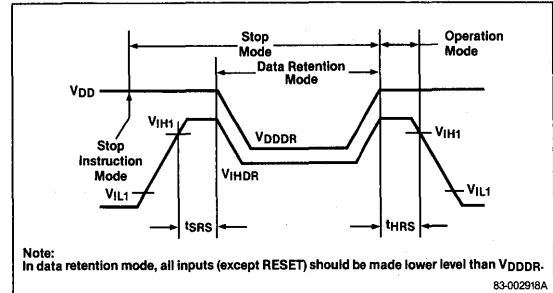 Stop
Mode
Operation
Mode
Data Retention
Mode
VDD
VIH1
VDDDR
VIH1
Stop
Instruction
Mode
VIHDR
VIL1
VIL1
tSRS
tHRS
Note:
In data retention mode, all inputs (except RESET) should be made lower level than VDDDR.
83-002918A